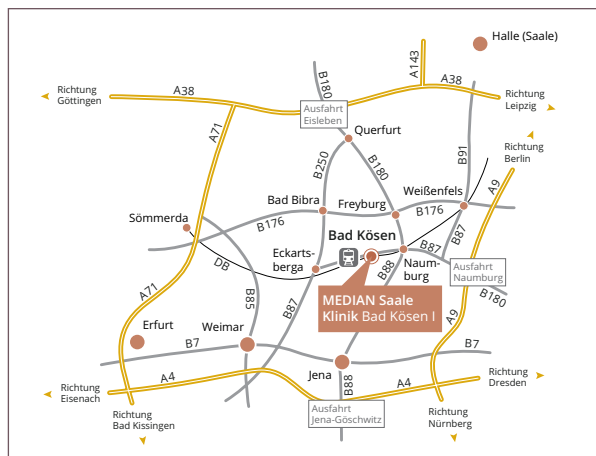 Halle (Saale)
A143
B180
A38
A38
Richtung
Göttingen
Richtung
Leipzig
Ausfahrt
Eisleben
A71
Querfurt
B91
Richtung
Berlin
B250
B180
A9
Weißenfels
Bad Bibra
Freyburg
B176
Sömmerda
B176
Bad Kösen
B87
B87
DB
Eckarts-
berga
Naum-
burg
B88
Ausfahrt
Naumburg
A71
B85
B87
B180
MEDIAN Saale
Klinik Bad Kösen I
A9
Erfurt
Weimar
B7
B7
Jena
A4
B88
A4
Richtung
Eisenach
Richtung
Dresden
Richtung
Bad Kissingen
Ausfahrt
Jena-Göschwitz
Richtung
Nürnberg